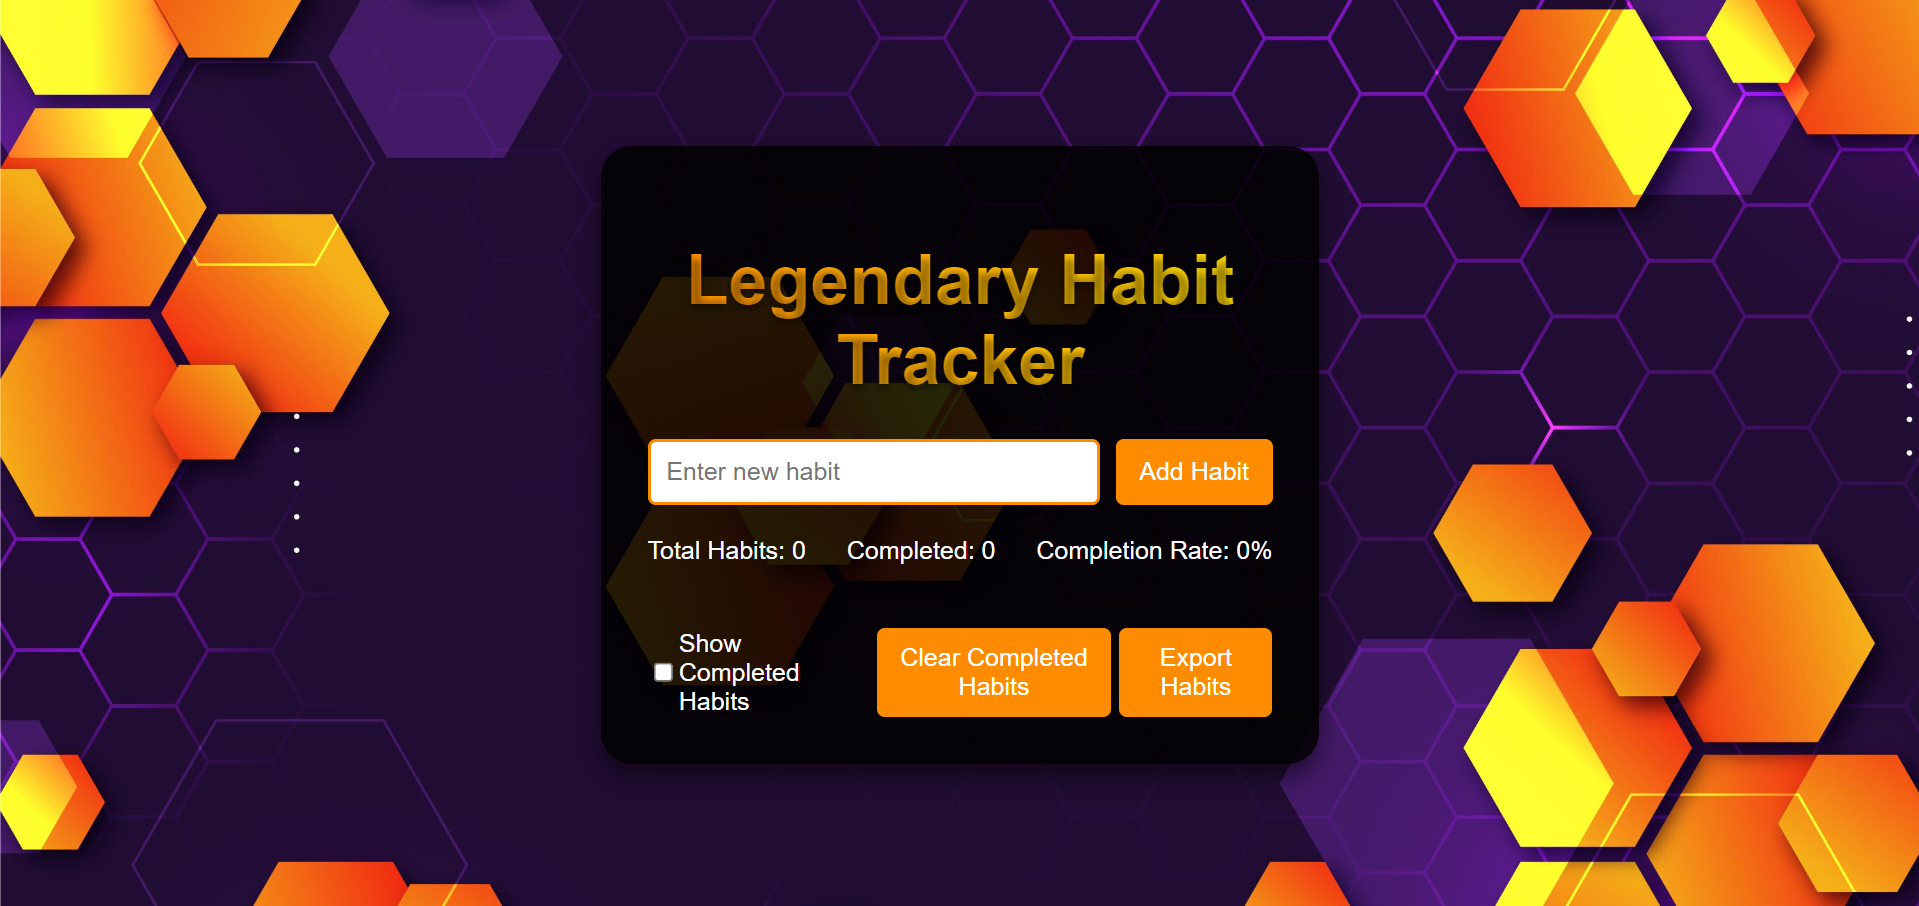 Legendary Habit
Tracker
Enter new habit
Add Habit
Total Habits: 0
Completed: 0
Completion Rate: 0%
Show
Completed
Habits
Clear Completed
Habits
Export
Habits